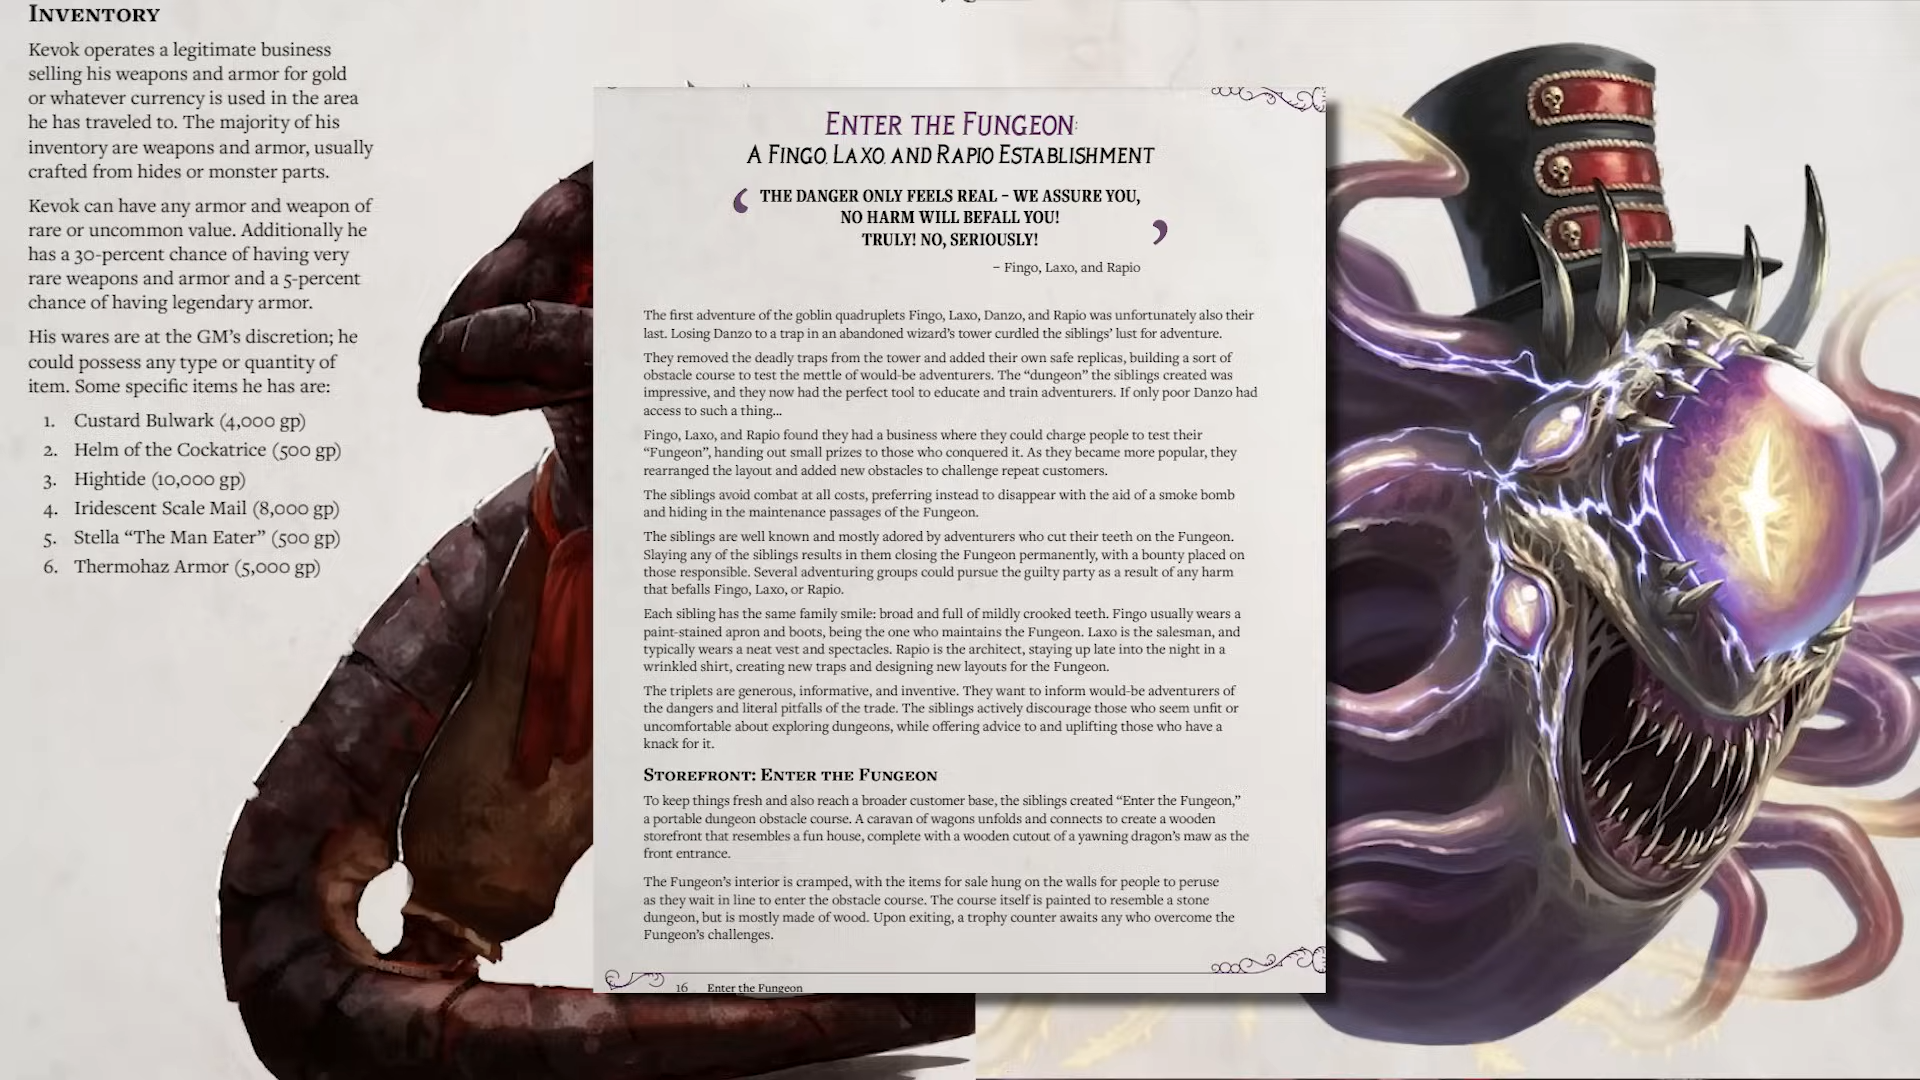 INVENTORY
Kevok operates a legitimate business
selling his weapons and armor for gold
or whatever currency is used in the area
he has traveled to. The majority of his
inventory are weapons and armor, usually
crafted from hides or monster parts.
Kevok can have any armor and weapon of
rare or uncommon value. Additionally he
has a 30-percent chance of having very
rare weapons and armor and a 5-percent
chance of having legendary armor.
His wares are at the GM's discretion; he
could possess any type or quantity of
item. Some specific items he has are:
1. Custard Bulwark (4,000 gp)
2. Helm of the Cockatrice (500 gp)
3. Hightide (10,000 gp)
4. Iridescent Scale Mail (8,000 gp)
5. Stella “The Man Eater” (500 gp)
6. Thermohaz Armor (5,000 gp)
ENTER THE FUNGEON:
A FINGO, LAXO, AND RAPIO ESTABLISHMENT
‘ THE DANGER ONLY FEELS REAL – WE ASSURE YOU,
NO HARM WILL BEFALL YOU!
TRULY! NO, SERIOUSLY! ’
– Fingo, Laxo, and Rapio
The first adventure of the goblin quadruplets Fingo, Laxo, Danzo, and Rapio was unfortunately also their
last. Losing Danzo to a trap in an abandoned wizard's tower curdled the siblings' lust for adventure.
They removed the deadly traps from the tower and added their own safe replicas, building a sort of
obstacle course to test the mettle of would-be adventurers. The “dungeon” the siblings created was
impressive, and they now had the perfect tool to educate and train adventurers. If only poor Danzo had
access to such a thing...
Fingo, Laxo, and Rapio found they had a business where they could charge people to test their
“Fungeon”, handing out small prizes to those who conquered it. As they became more popular, they
rearranged the layout and added new obstacles to challenge repeat customers.
The siblings avoid combat at all costs, preferring instead to disappear with the aid of a smoke bomb
and hiding in the maintenance passages of the Fungeon.
The siblings are well known and mostly adored by adventurers who cut their teeth on the Fungeon.
Slaying any of the siblings results in them closing the Fungeon permanently, with a bounty placed on
those responsible. Several adventuring groups could pursue the guilty party as a result of any harm
that befalls Fingo, Laxo, or Rapio.
Each sibling has the same family smile: broad and full of mildly crooked teeth. Fingo usually wears a
paint-stained apron and boots, being the one who maintains the Fungeon. Laxo is the salesman, and
typically wears a neat vest and spectacles. Rapio is the architect, staying up late into the night in a
wrinkled shirt, creating new traps and designing new layouts for the Fungeon.
The triplets are generous, informative, and inventive. They want to inform would-be adventurers of
the dangers and literal pitfalls of the trade. The siblings actively discourage those who seem unfit or
uncomfortable about exploring dungeons, while offering advice to and uplifting those who have a
knack for it.
STOREFRONT: ENTER THE FUNGEON
To keep things fresh and also reach a broader customer base, the siblings created “Enter the Fungeon,”
a portable dungeon obstacle course. A caravan of wagons unfolds and connects to create a wooden
storefront that resembles a fun house, complete with a wooden cutout of a yawning dragon's maw as the
front entrance.
The Fungeon's interior is cramped, with the items for sale hung on the walls for people to peruse
as they wait in line to enter the obstacle course. The course itself is painted to resemble a stone
dungeon, but is mostly made of wood. Upon exiting, a trophy counter awaits any who overcome the
Fungeon's challenges.
16 Enter the Fungeon